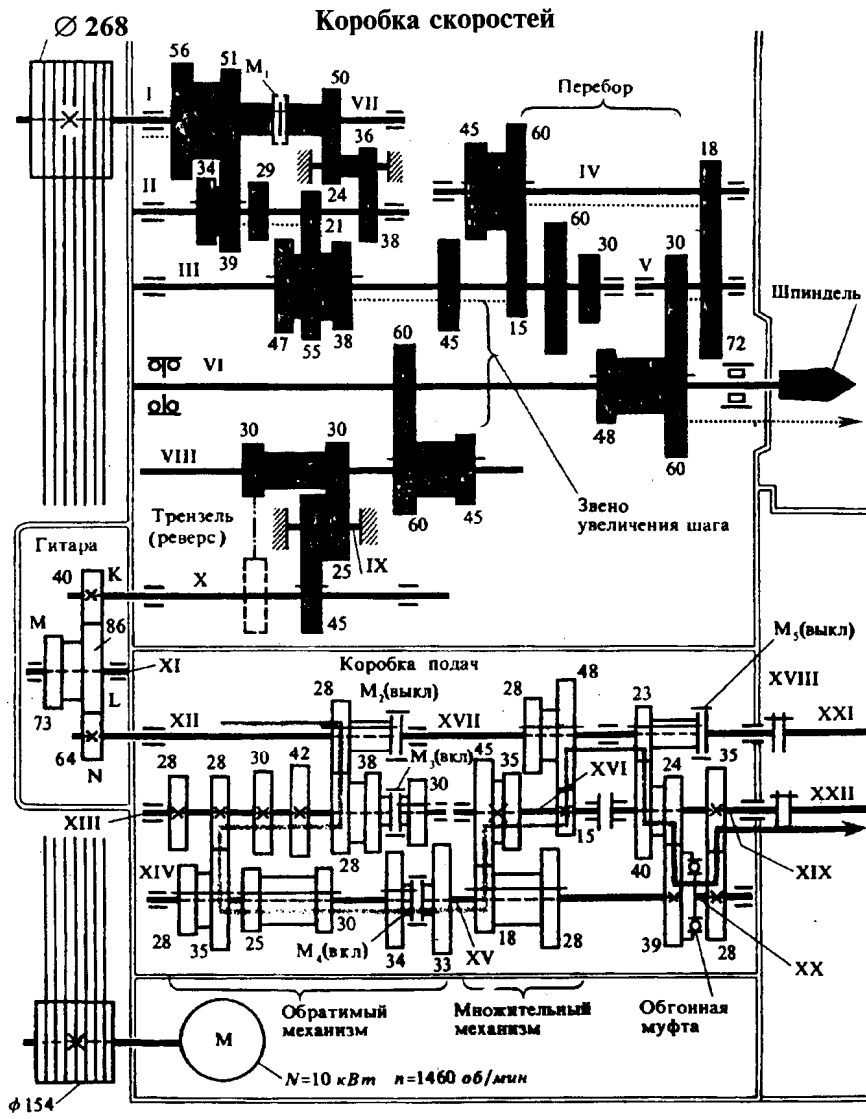 Коробка скоростей
Ø 268
56
51
M₁
50
Перебор
I
VII
36
45
60
18
34
29
24
IV
II
21
38
60
39
30
V
30
III
Шпиндель
47
55
38
45
15
72
60
VI
48
60
30
30
VIII
Звено
увеличения шага
60
45
Трензель
(реверс)
Гитара
25
IX
40
K
X
45
M
86
M₅(выкл)
XI
Коробка подач
48
28
M₂(выкл)
28
23
XVIII
73
L
XII
XVII
XXI
64
N
28
28
30
42
38
M₃(вкл)
30
45
35
XVI
24
35
XXII
XIII
28
15
XIV
40
XIX
28
35
25
30
M₄(вкл)
34
33
XV
18
28
39
28
XX
Обратимый
механизм
Множительный
механизм
Обгонная
муфта
М
N=10 кВт n=1460 об/мин
ϕ 154